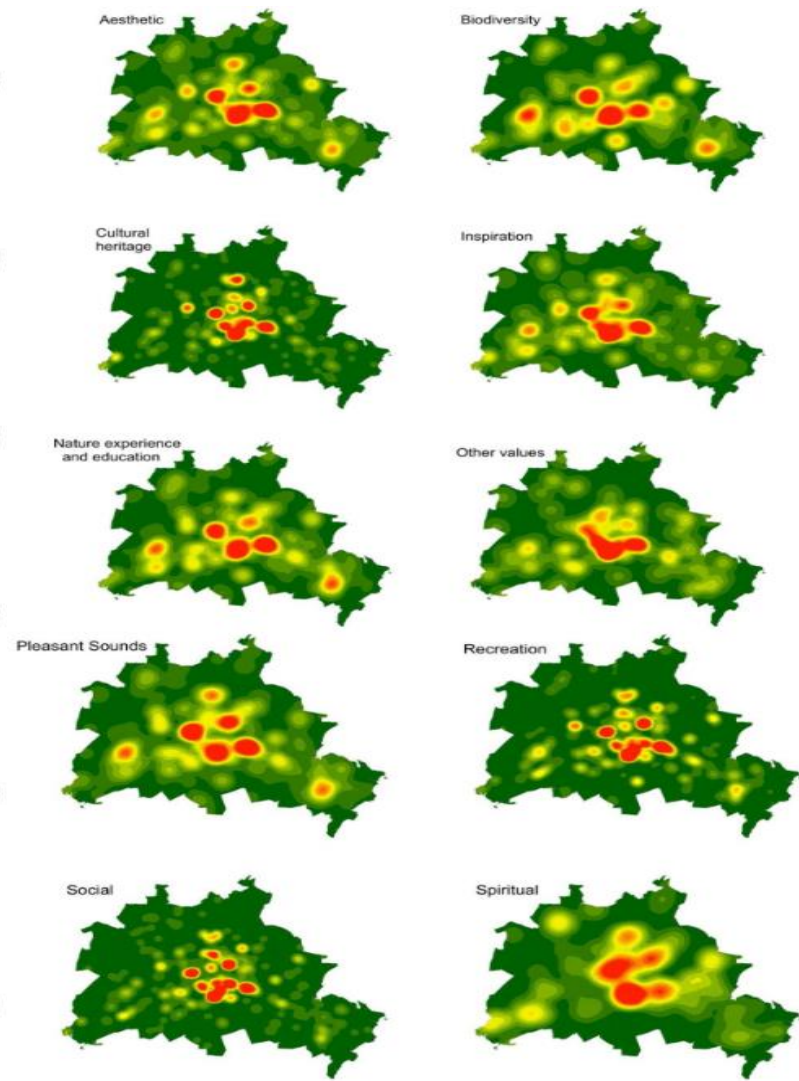 Aesthetic
Biodiversity
Cultural
heritage
Inspiration
Nature experience
and education
Other values
Pleasant Sounds
Recreation
Social
Spiritual